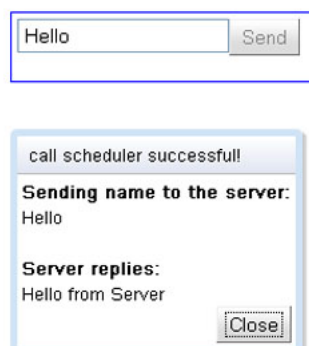 Hello Send
call scheduler successful!
Sending name to the server:
Hello
Server replies:
Hello from Server
Close